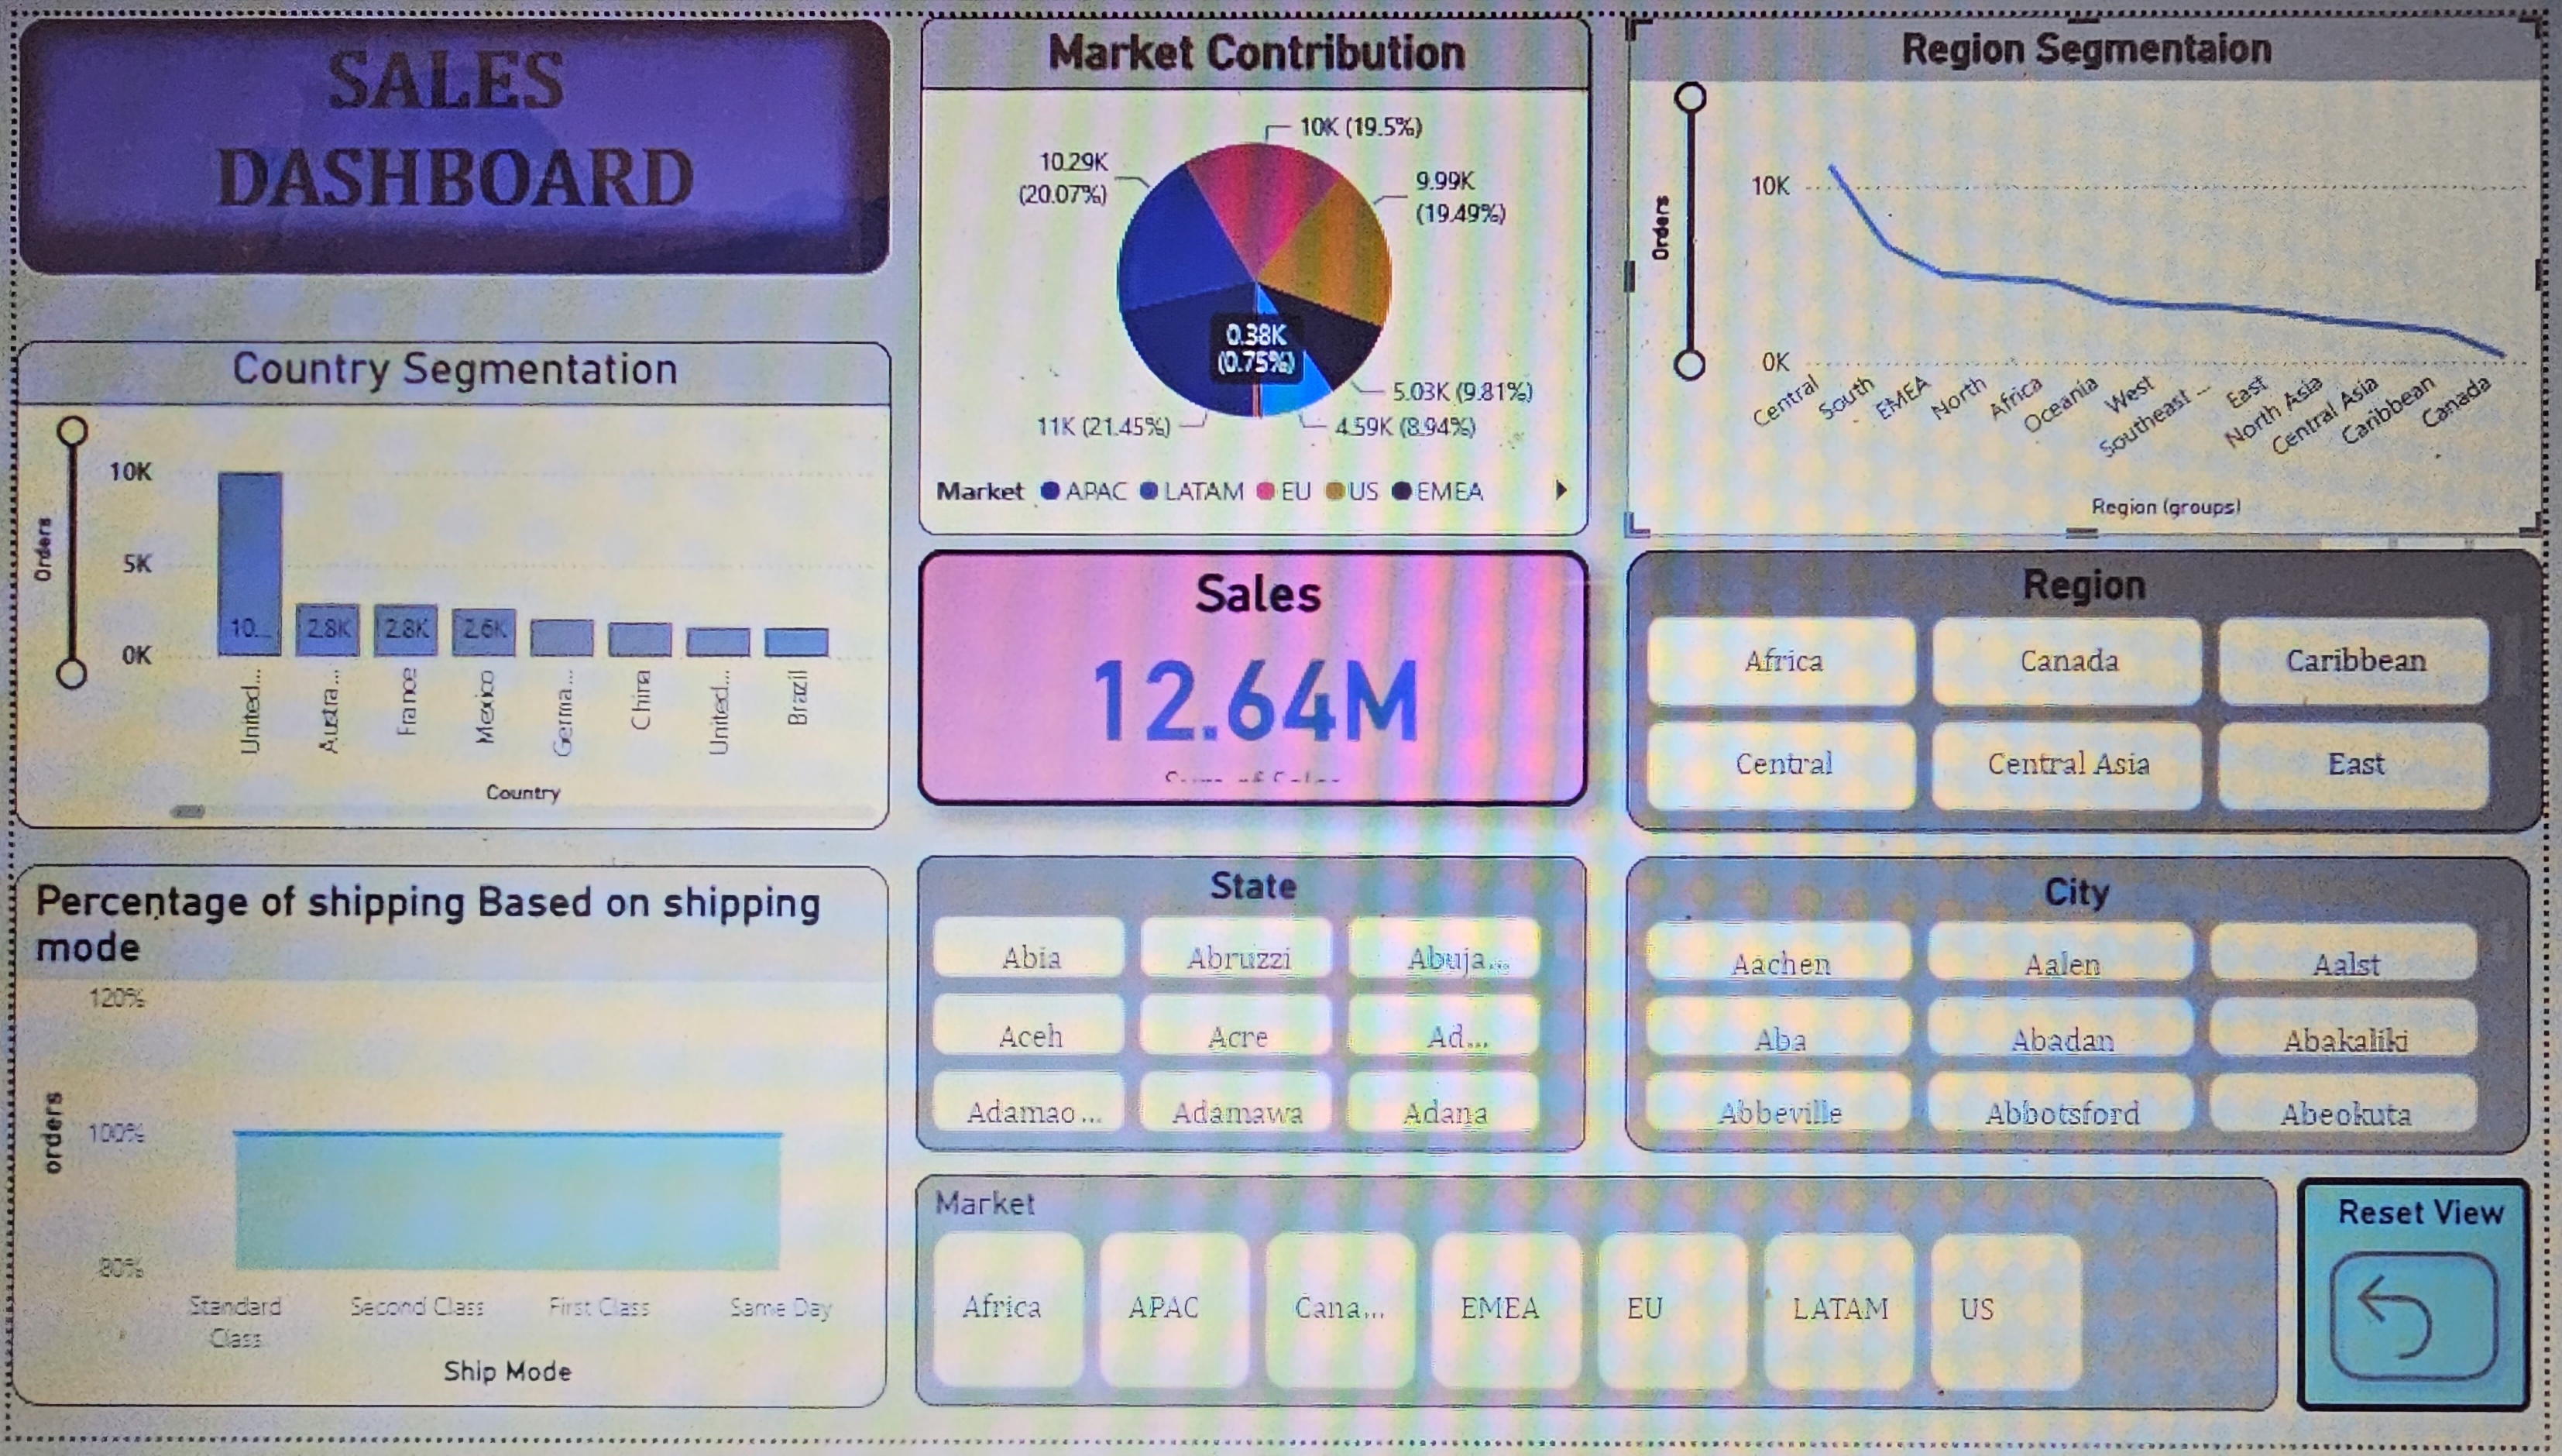 SALES
DASHBOARD
Country Segmentation
Orders
10K
5K
0K
10...
2.8K
2.8K
2.6K
United...
Austra...
France
Mexico
Germa...
China
United...
Brazil
Country
Percentage of shipping Based on shipping
mode
orders
120%
100%
80%
Standard
Class
Second Class
First Class
Same Day
Ship Mode
Market Contribution
10K (19.5%)
10.29K
(20.07%)
9.99K
(19.49%)
0.38K
(0.75%)
5.03K (9.81%)
11K (21.45%)
4.59K (8.94%)
Market APAC LATAM EU US EMEA
Sales
12.64M
Sum of Sales
State
Abia Abruzzi Abuja...
Aceh Acre Ad...
Adamao... Adamawa Adana
Region Segmentaion
Orders
10K
0K
Central
South
EMEA
North
Africa
Oceania
West
Southeast ...
East
North Asia
Central Asia
Caribbean
Canada
Region (groups)
Region
Africa Canada Caribbean
Central Central Asia East
City
Aachen Aalen Aalst
Aba Abadan Abakaliki
Abbeville Abbotsford Abeokuta
Market
Africa APAC Cana... EMEA EU LATAM US
Reset View